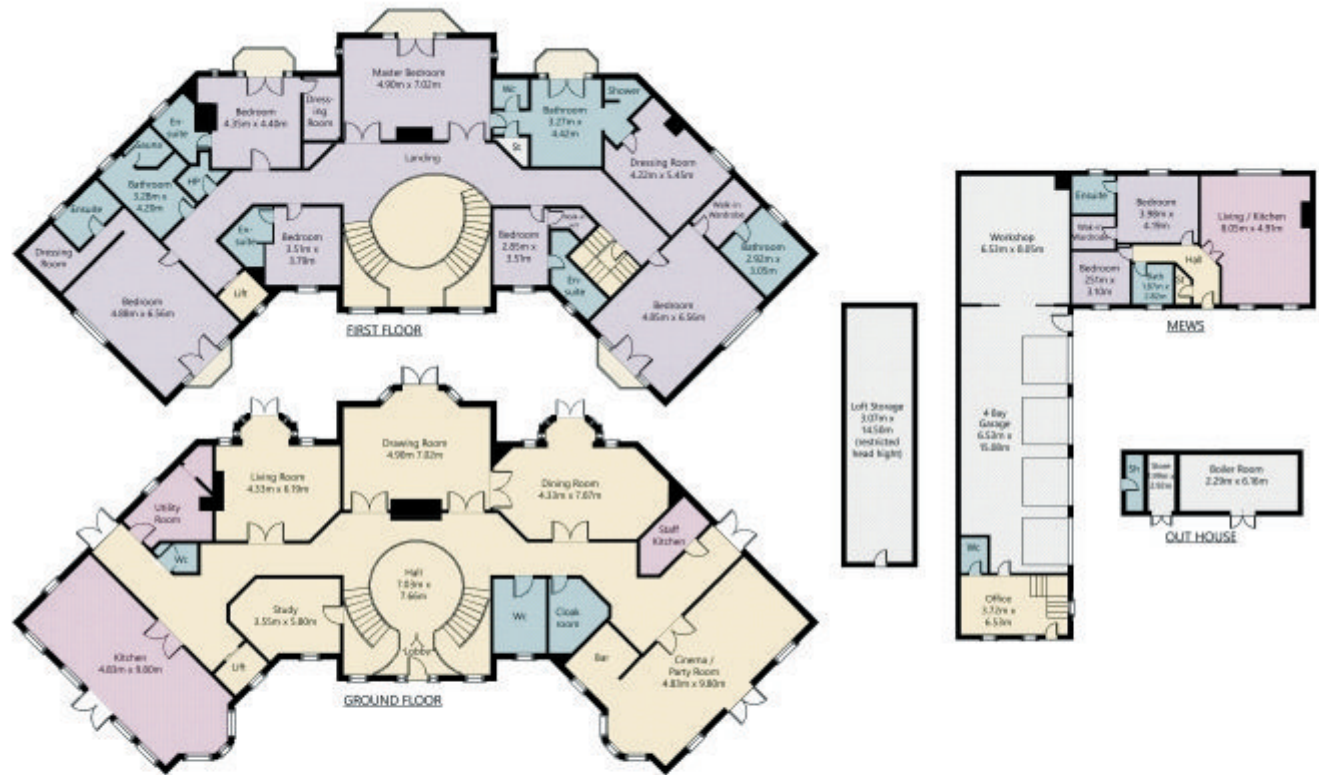 Master Bedroom
4.90m x 7.02m
Bedroom
4.35m x 4.40m
Dress-
ing
Room
En-
suite
Sauna
Bathroom
3.28m x
4.20m
HP
Ensuite
Dressing
Room
Bedroom
4.88m x 6.56m
Lift
En-
suite
Bedroom
3.51m x
3.78m
Landing
Wc
St
Bathroom
3.27m x
4.42m
Shower
Dressing Room
4.22m x 5.45m
Walk-in
Wardrobe
Bathroom
2.92m x
3.05m
Bedroom
2.85m x
3.51m
En-
suite
Bedroom
4.85m x 6.56m
FIRST FLOOR
Drawing Room
4.90m 7.02m
Living Room
4.33m x 6.19m
Dining Room
4.33m x 7.07m
Utility
Room
Wc
Staff
Kitchen
Hall
7.03m x
7.66m
Study
3.55m x 5.80m
Wc
Cloak
room
Lobby
Lift
Kitchen
4.83m x 9.80m
Bar
Cinema /
Party Room
4.83m x 9.80m
GROUND FLOOR
Loft Storage
3.07m x
14.50m
(restricted
head hight)
Workshop
6.53m x 8.05m
Ensuite
Bedroom
3.98m x
4.19m
Living / Kitchen
8.05m x 4.91m
Walk-in
Wardrobe
Hall
Bedroom
2.51m x
3.10m
Bath
St
MEWS
4 Bay
Garage
6.53m x
15.08m
Wc
Office
3.72m x
6.53m
Sh
Store
Boiler Room
2.29m x 6.16m
OUT HOUSE